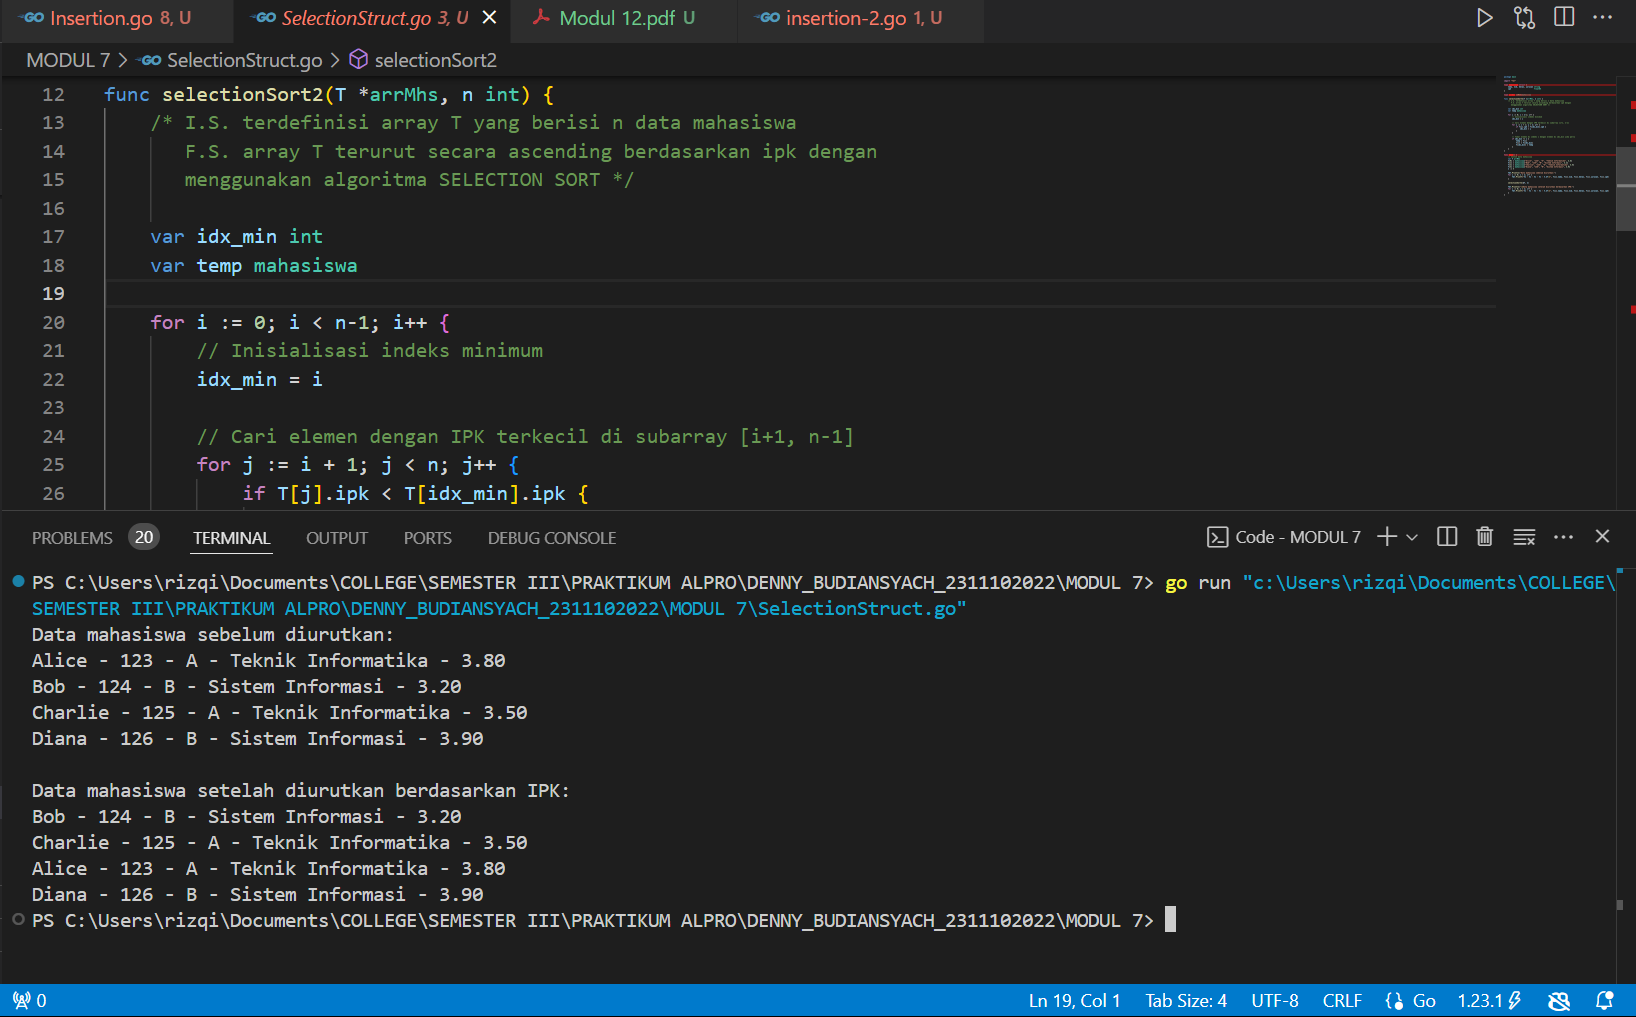 GO Insertion.go 8, U GO SelectionStruct.go 3, U Modul 12.pdf U GO insertion-2.go 1, U
MODUL 7 > GO SelectionStruct.go > selectionSort2
12 func selectionSort2(T *arrMhs, n int) {
13 /* I.S. terdefinisi array T yang berisi n data mahasiswa
14 F.S. array T terurut secara ascending berdasarkan ipk dengan
15 menggunakan algoritma SELECTION SORT */
16
17 var idx_min int
18 var temp mahasiswa
19
20 for i := 0; i < n-1; i++ {
21 // Inisialisasi indeks minimum
22 idx_min = i
23
24 // Cari elemen dengan IPK terkecil di subarray [i+1, n-1]
25 for j := i + 1; j < n; j++ {
26 if T[j].ipk < T[idx_min].ipk {
PROBLEMS 20 TERMINAL OUTPUT PORTS DEBUG CONSOLE Code - MODUL 7
PS C:\Users\rizqi\Documents\COLLEGE\SEMESTER III\PRAKTIKUM ALPRO\DENNY_BUDIANSYACH_2311102022\MODUL 7> go run "c:\Users\rizqi\Documents\COLLEGE\
SEMESTER III\PRAKTIKUM ALPRO\DENNY_BUDIANSYACH_2311102022\MODUL 7\SelectionStruct.go"
Data mahasiswa sebelum diurutkan:
Alice - 123 - A - Teknik Informatika - 3.80
Bob - 124 - B - Sistem Informasi - 3.20
Charlie - 125 - A - Teknik Informatika - 3.50
Diana - 126 - B - Sistem Informasi - 3.90
Data mahasiswa setelah diurutkan berdasarkan IPK:
Bob - 124 - B - Sistem Informasi - 3.20
Charlie - 125 - A - Teknik Informatika - 3.50
Alice - 123 - A - Teknik Informatika - 3.80
Diana - 126 - B - Sistem Informasi - 3.90
PS C:\Users\rizqi\Documents\COLLEGE\SEMESTER III\PRAKTIKUM ALPRO\DENNY_BUDIANSYACH_2311102022\MODUL 7>
0 Ln 19, Col 1 Tab Size: 4 UTF-8 CRLF Go 1.23.1